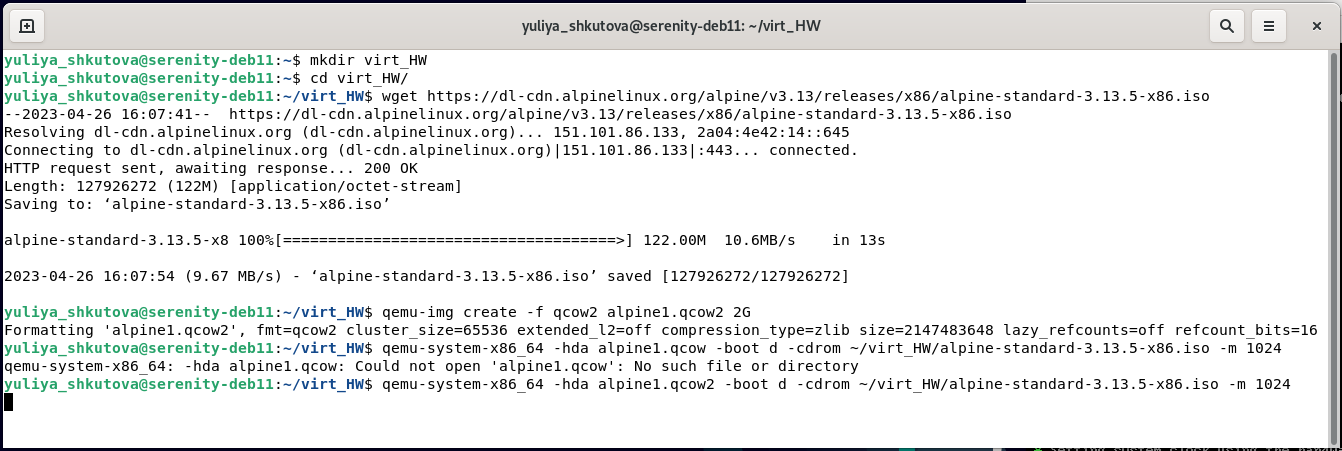 yuliya_shkutova@serenity-deb11: ~/virt_HW
yuliya_shkutova@serenity-deb11:~$ mkdir virt_HW
yuliya_shkutova@serenity-deb11:~$ cd virt_HW/
yuliya_shkutova@serenity-deb11:~/virt_HW$ wget https://dl-cdn.alpinelinux.org/alpine/v3.13/releases/x86/alpine-standard-3.13.5-x86.iso
--2023-04-26 16:07:41--  https://dl-cdn.alpinelinux.org/alpine/v3.13/releases/x86/alpine-standard-3.13.5-x86.iso
Resolving dl-cdn.alpinelinux.org (dl-cdn.alpinelinux.org)... 151.101.86.133, 2a04:4e42:14::645
Connecting to dl-cdn.alpinelinux.org (dl-cdn.alpinelinux.org)|151.101.86.133|:443... connected.
HTTP request sent, awaiting response... 200 OK
Length: 127926272 (122M) [application/octet-stream]
Saving to: ‘alpine-standard-3.13.5-x86.iso’
alpine-standard-3.13.5-x8 100%[=====================================>] 122.00M  10.6MB/s    in 13s
2023-04-26 16:07:54 (9.67 MB/s) - ‘alpine-standard-3.13.5-x86.iso’ saved [127926272/127926272]
yuliya_shkutova@serenity-deb11:~/virt_HW$ qemu-img create -f qcow2 alpine1.qcow2 2G
Formatting 'alpine1.qcow2', fmt=qcow2 cluster_size=65536 extended_l2=off compression_type=zlib size=2147483648 lazy_refcounts=off refcount_bits=16
yuliya_shkutova@serenity-deb11:~/virt_HW$ qemu-system-x86_64 -hda alpine1.qcow -boot d -cdrom ~/virt_HW/alpine-standard-3.13.5-x86.iso -m 1024
qemu-system-x86_64: -hda alpine1.qcow: Could not open 'alpine1.qcow': No such file or directory
yuliya_shkutova@serenity-deb11:~/virt_HW$ qemu-system-x86_64 -hda alpine1.qcow2 -boot d -cdrom ~/virt_HW/alpine-standard-3.13.5-x86.iso -m 1024